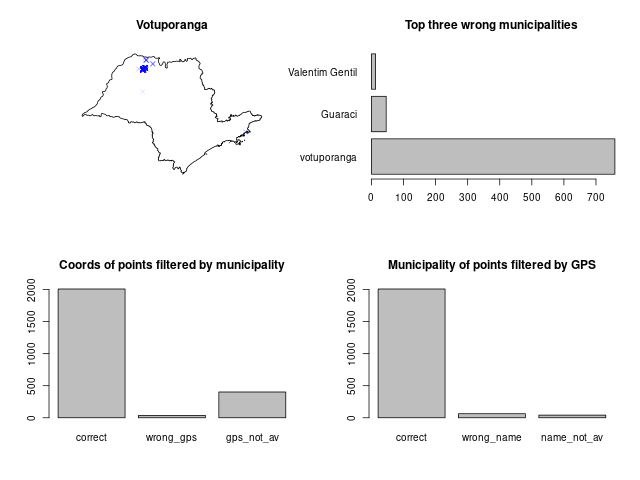 Votuporanga
Top three wrong municipalities
Valentim Gentil
Guaraci
votuporanga
0 100 200 300 400 500 600 700
Coords of points filtered by municipality
2000
1500
1000
500
0
correct wrong_gps gps_not_av
Municipality of points filtered by GPS
2000
1500
1000
500
0
correct wrong_name name_not_av